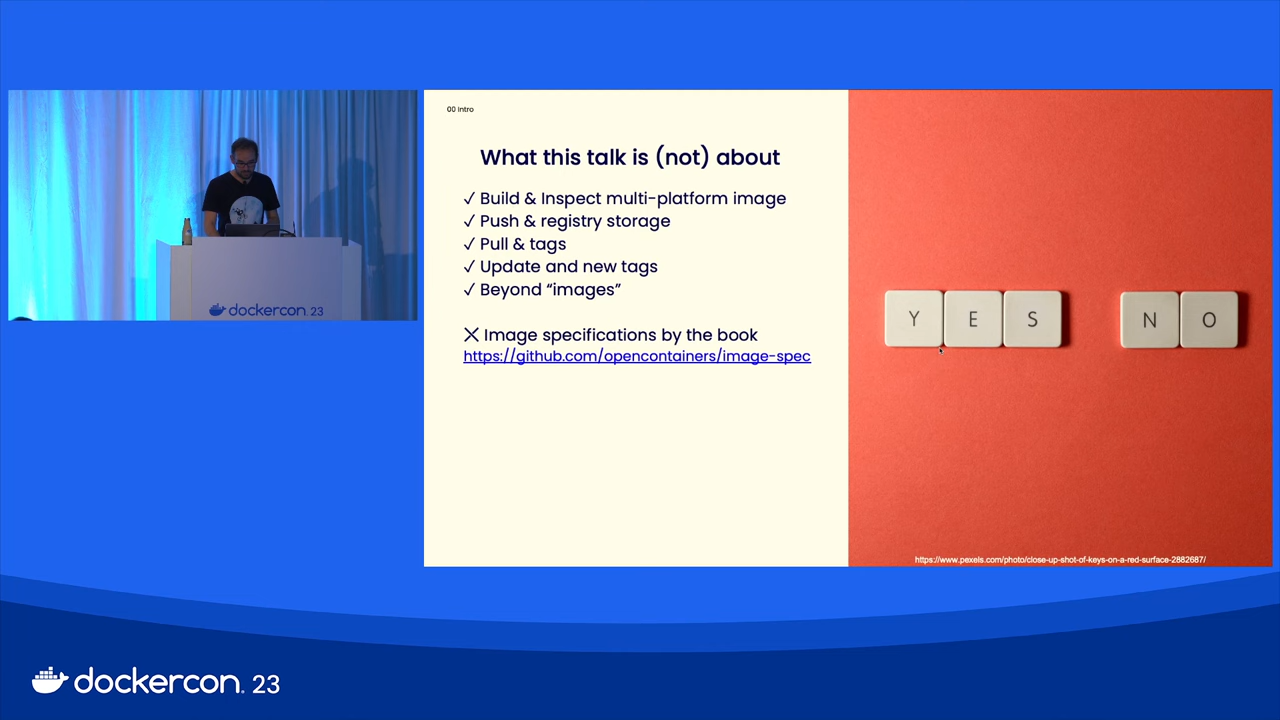 dockercon 23
00 intro
What this talk is (not) about
✓ Build & Inspect multi-platform image
✓ Push & registry storage
✓ Pull & tags
✓ Update and new tags
✓ Beyond “images”
✕ Image specifications by the book
https://github.com/opencontainers/image-spec
YES NO
https://www.pexels.com/photo/close-up-shot-of-keys-on-a-red-surface-2882687/
dockercon. 23